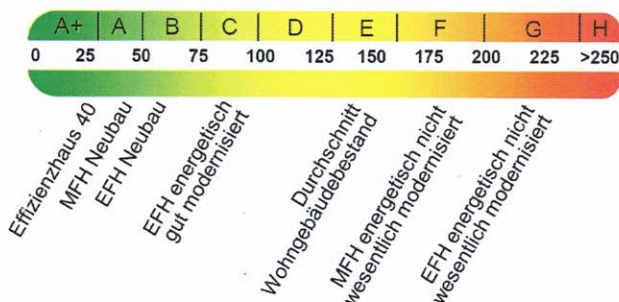 A+ A B C D E F G H
0 25 50 75 100 125 150 175 200 225 >250
Effizienzhaus 40
MFH Neubau
EFH Neubau
EFH energetisch
gut modernisiert
Durchschnitt
Wohngebäudebestand
MFH energetisch nicht
wesentlich modernisiert
EFH energetisch nicht
wesentlich modernisiert